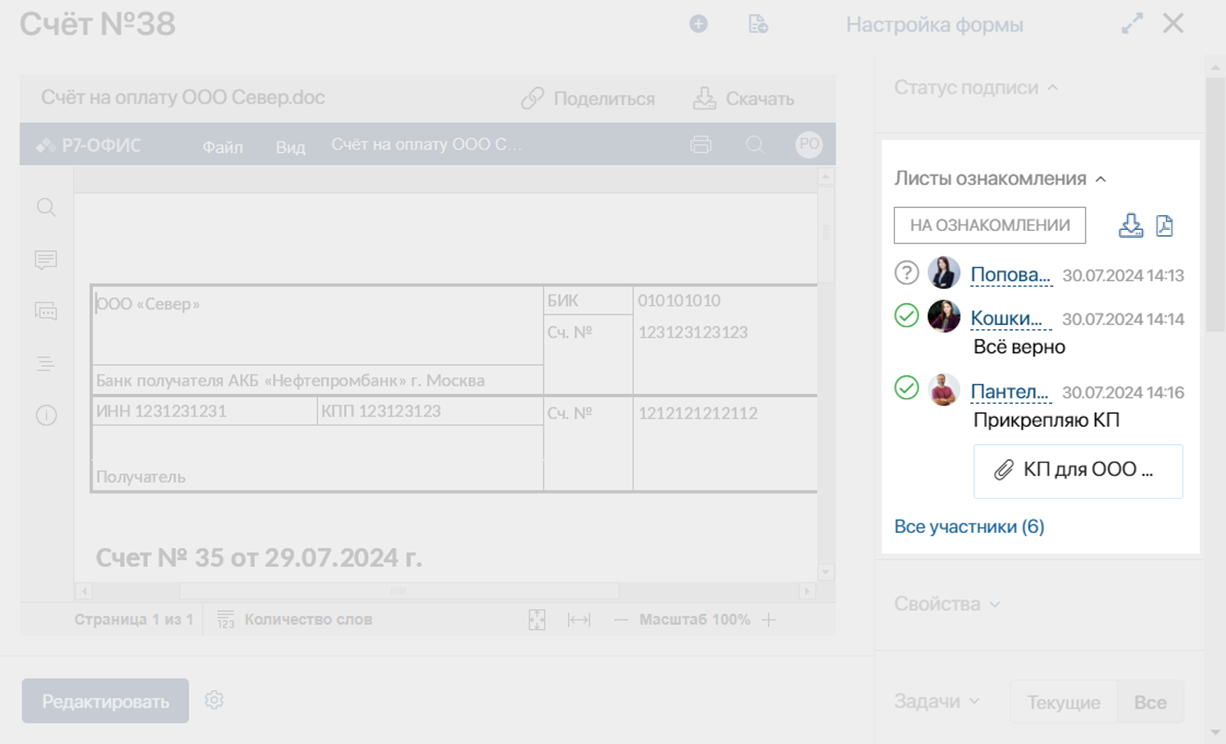 Счёт №38
Настройка формы
Счёт на оплату ООО Север.doc
Поделиться
Скачать
Р7-ОФИС
Файл
Вид
Счёт на оплату ООО С...
РО
ООО «Север»
БИК
010101010
Сч. №
123123123123
Банк получателя АКБ «Нефтепромбанк» г. Москва
ИНН 1231231231
КПП 123123123
Сч. №
1212121212112
Получатель
Счет № 35 от 29.07.2024 г.
Страница 1 из 1
123
Количество слов
Масштаб 100%
Редактировать
Статус подписи
Листы ознакомления
НА ОЗНАКОМЛЕНИИ
Попова... 30.07.2024 14:13
Кошки... 30.07.2024 14:14
Всё верно
Пантел... 30.07.2024 14:16
Прикрепляю КП
КП для ООО ...
Все участники (6)
Свойства
Задачи
Текущие
Все